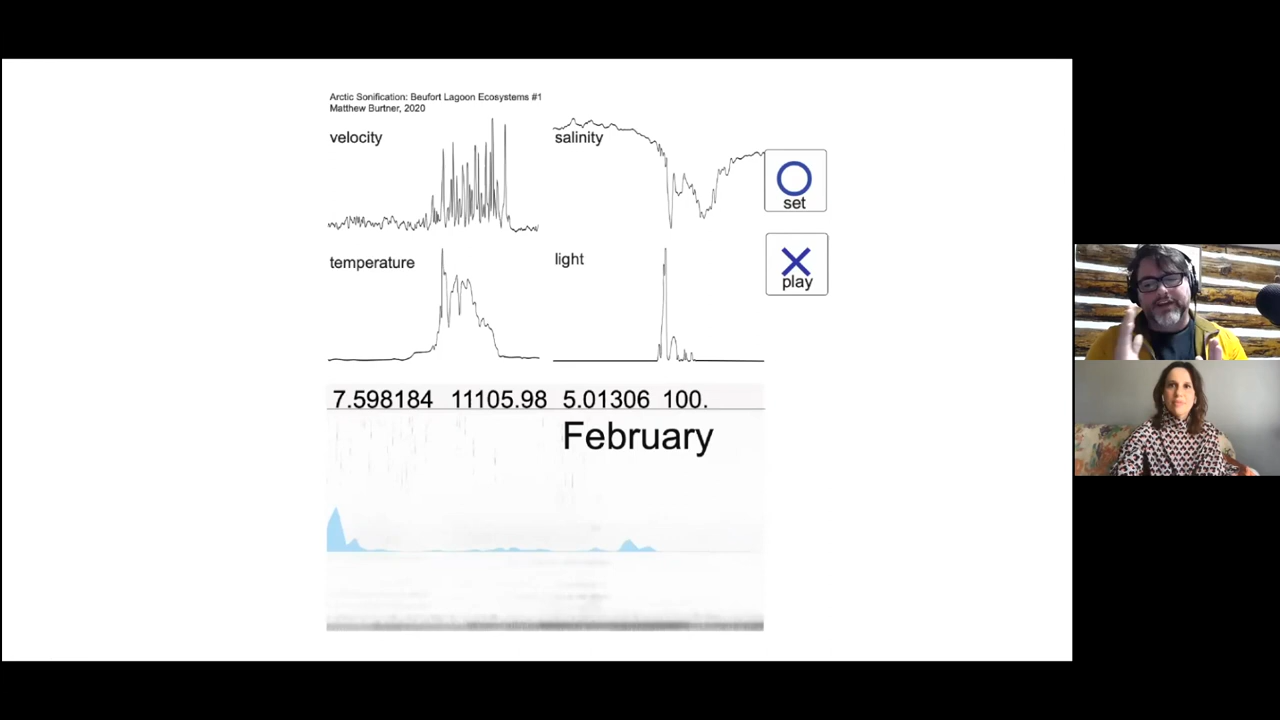 Arctic Sonification: Beufort Lagoon Ecosystems #1
Matthew Burtner, 2020
velocity
salinity
set
temperature
light
play
7.598184 11105.98 5.01306 100.
February